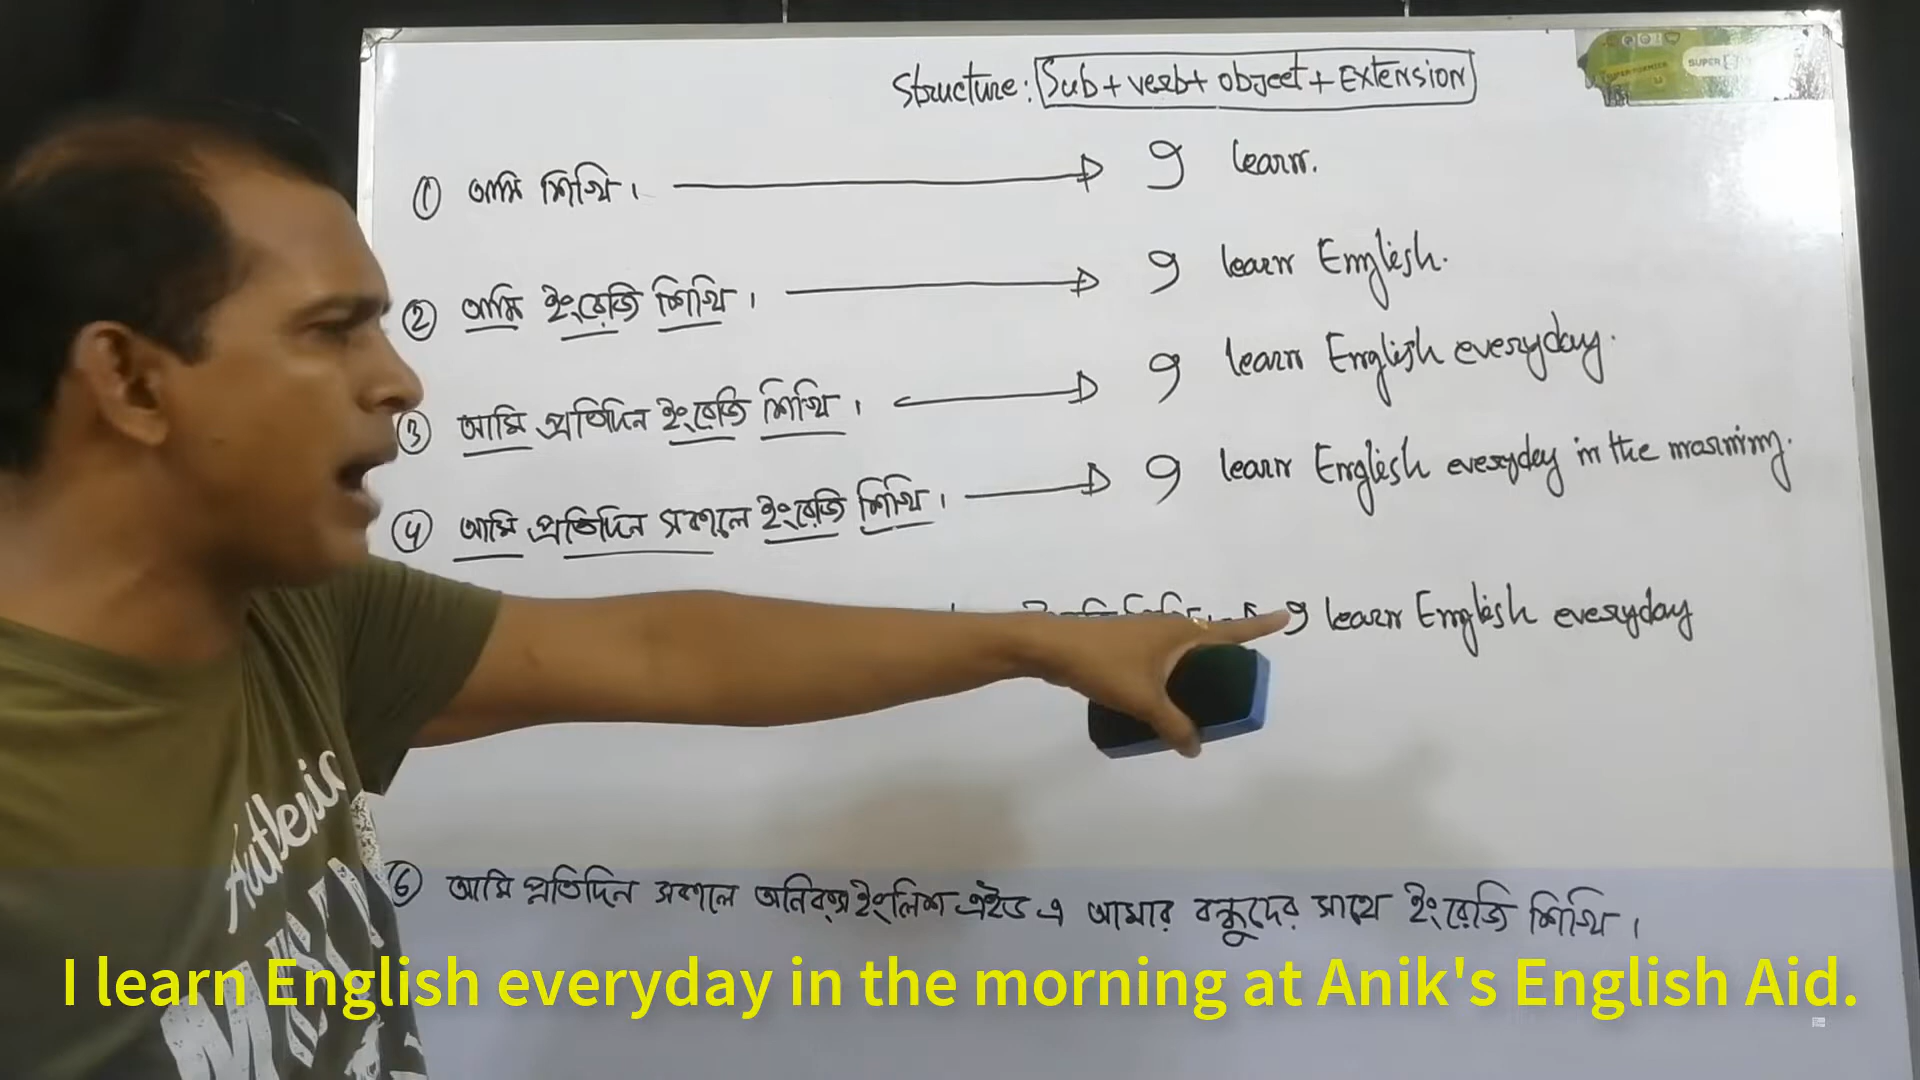 Structure: Sub + verb + object + Extension
SUPER
① আমি শিখি। → I learn.
② আমি ইংরেজি শিখি। → I learn English.
③ আমি প্রতিদিন ইংরেজি শিখি। → I learn English everyday.
④ আমি প্রতিদিন সকালে ইংরেজি শিখি। → I learn English everyday in the morning.
I learn English everyday
Authentic
⑥ আমি প্রতিদিন সকালে অনিক'স ইংলিশ এইড এ আমার বন্ধুদের সাথে ইংরেজি শিখি।
I learn English everyday in the morning at Anik's English Aid.